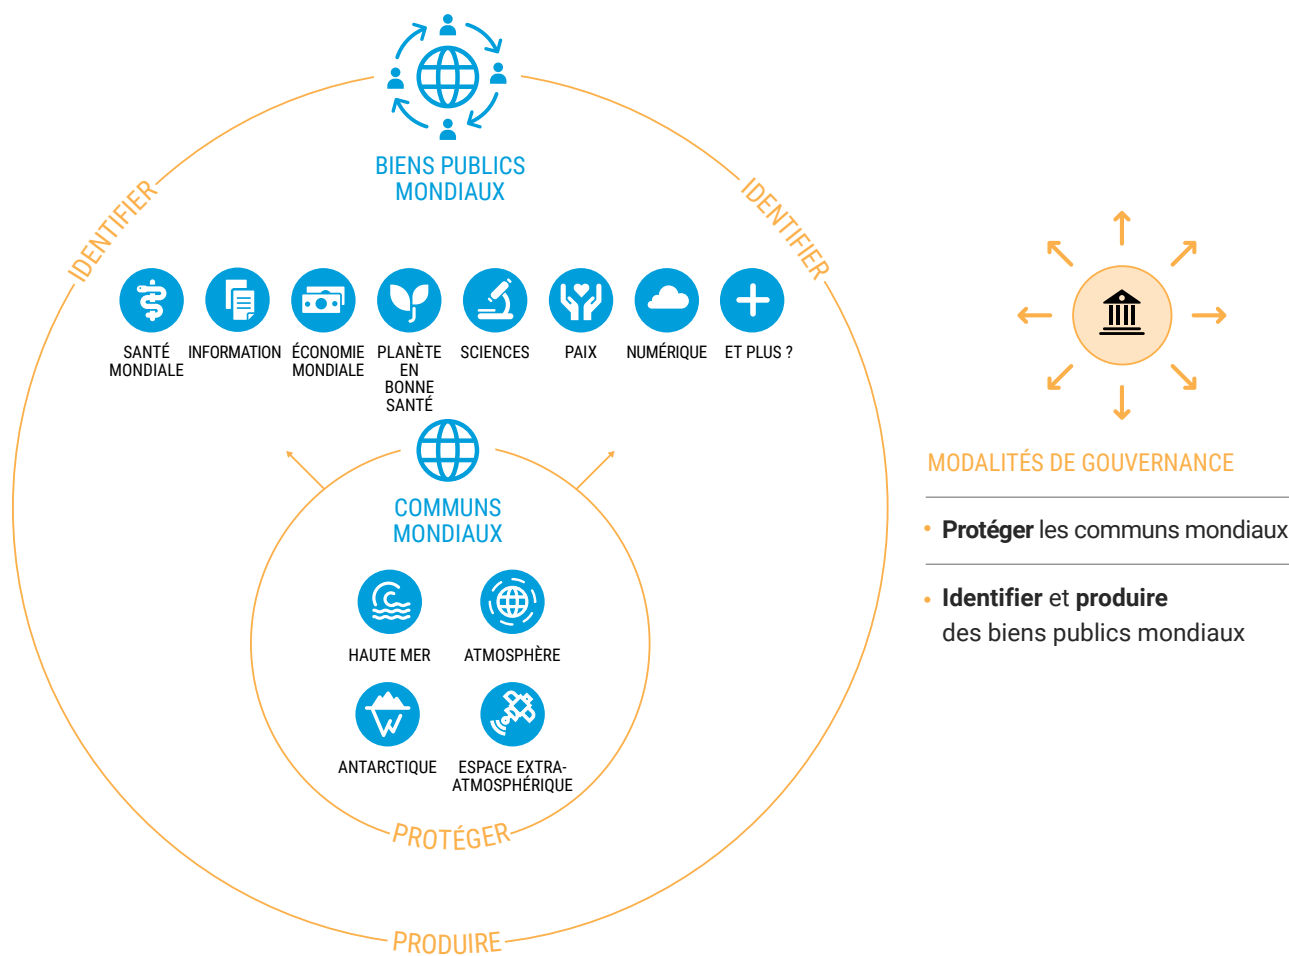 BIENS PUBLICS
MONDIAUX
IDENTIFIER
IDENTIFIER
SANTÉ
MONDIALE
INFORMATION
ÉCONOMIE
MONDIALE
PLANÈTE
EN
BONNE
SANTÉ
SCIENCES
PAIX
NUMÉRIQUE
ET PLUS ?
COMMUNS
MONDIAUX
HAUTE MER
ATMOSPHÈRE
ANTARCTIQUE
ESPACE EXTRA-
ATMOSPHÉRIQUE
PROTÉGER
PRODUIRE
MODALITÉS DE GOUVERNANCE
• Protéger les communs mondiaux
• Identifier et produire
des biens publics mondiaux